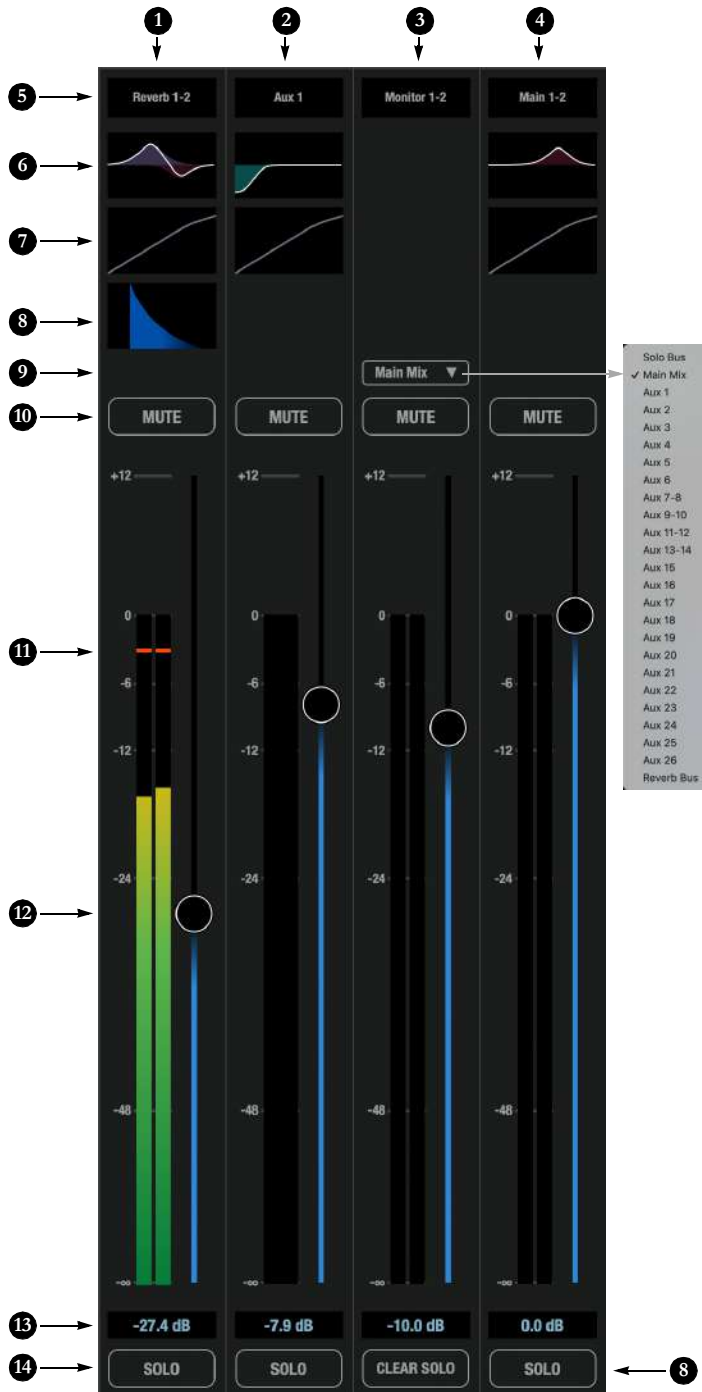 1 2 3 4
5 Reverb 1-2 Aux 1 Monitor 1-2 Main 1-2
6
7
8
9 Main Mix ▼
10 MUTE MUTE MUTE MUTE
+12 +12 +12 +12
0 0 0 0
11
-6 -6 -6 -6
-12 -12 -12 -12
-24 -24 -24 -24
12
-48 -48 -48 -48
-∞ -∞ -∞ -∞
13 -27.4 dB -7.9 dB -10.0 dB 0.0 dB
14 SOLO SOLO CLEAR SOLO SOLO 8
Solo Bus
✓ Main Mix
Aux 1
Aux 2
Aux 3
Aux 4
Aux 5
Aux 6
Aux 7-8
Aux 9-10
Aux 11-12
Aux 13-14
Aux 15
Aux 16
Aux 17
Aux 18
Aux 19
Aux 20
Aux 21
Aux 22
Aux 23
Aux 24
Aux 25
Aux 26
Reverb Bus